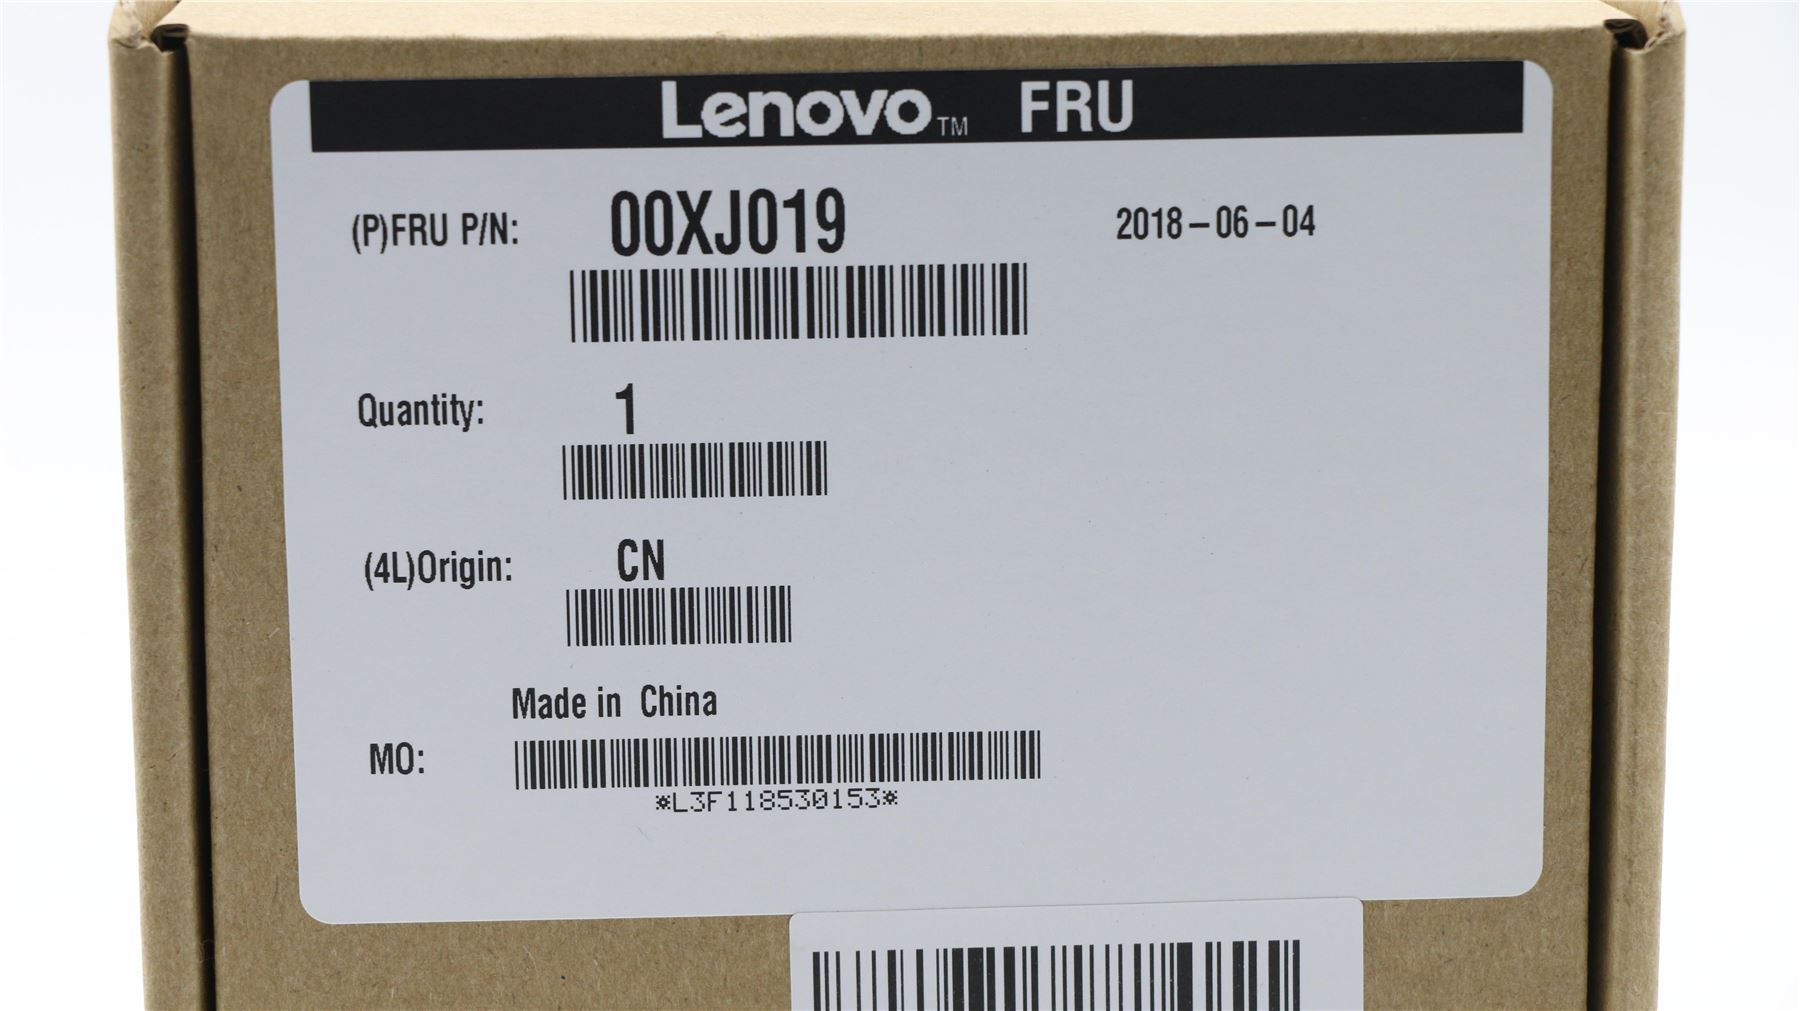 Lenovo™ FRU
(P)FRU P/N: 00XJ019 2018-06-04
Quantity: 1
(4L)Origin: CN
Made in China
MO:
*L3F118530153*